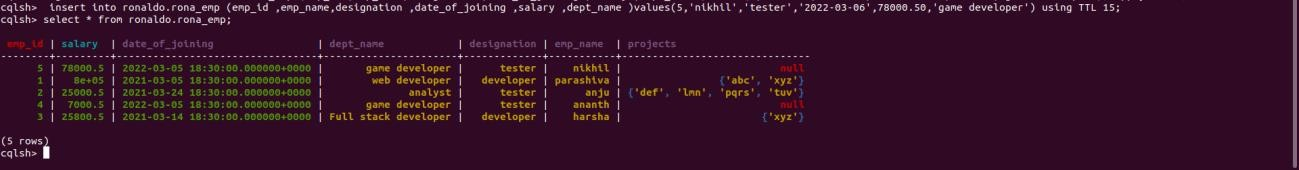 cqlsh>  insert into ronaldo.rona_emp (emp_id ,emp_name,designation ,date_of_joining ,salary ,dept_name )values(5,'nikhil','tester','2022-03-06',78000.50,'game developer') using TTL 15;
cqlsh> select * from ronaldo.rona_emp;
emp_id | salary | date_of_joining | dept_name | designation | emp_name | projects
--------+---------+---------------------------------+----------------------+-------------+-----------+------------------------------
5 | 78000.5 | 2022-03-05 18:30:00.000000+0000 | game developer | tester | nikhil | null
1 | 8e+05 | 2021-03-05 18:30:00.000000+0000 | web developer | developer | parashiva | {'abc', 'xyz'}
2 | 25000.5 | 2021-03-24 18:30:00.000000+0000 | analyst | tester | anju | {'def', 'lmn', 'pqrs', 'tuv'}
4 | 7000.5 | 2022-03-05 18:30:00.000000+0000 | game developer | tester | ananth | null
3 | 25800.5 | 2021-03-14 18:30:00.000000+0000 | Full stack developer | developer | harsha | {'xyz'}
(5 rows)
cqlsh>